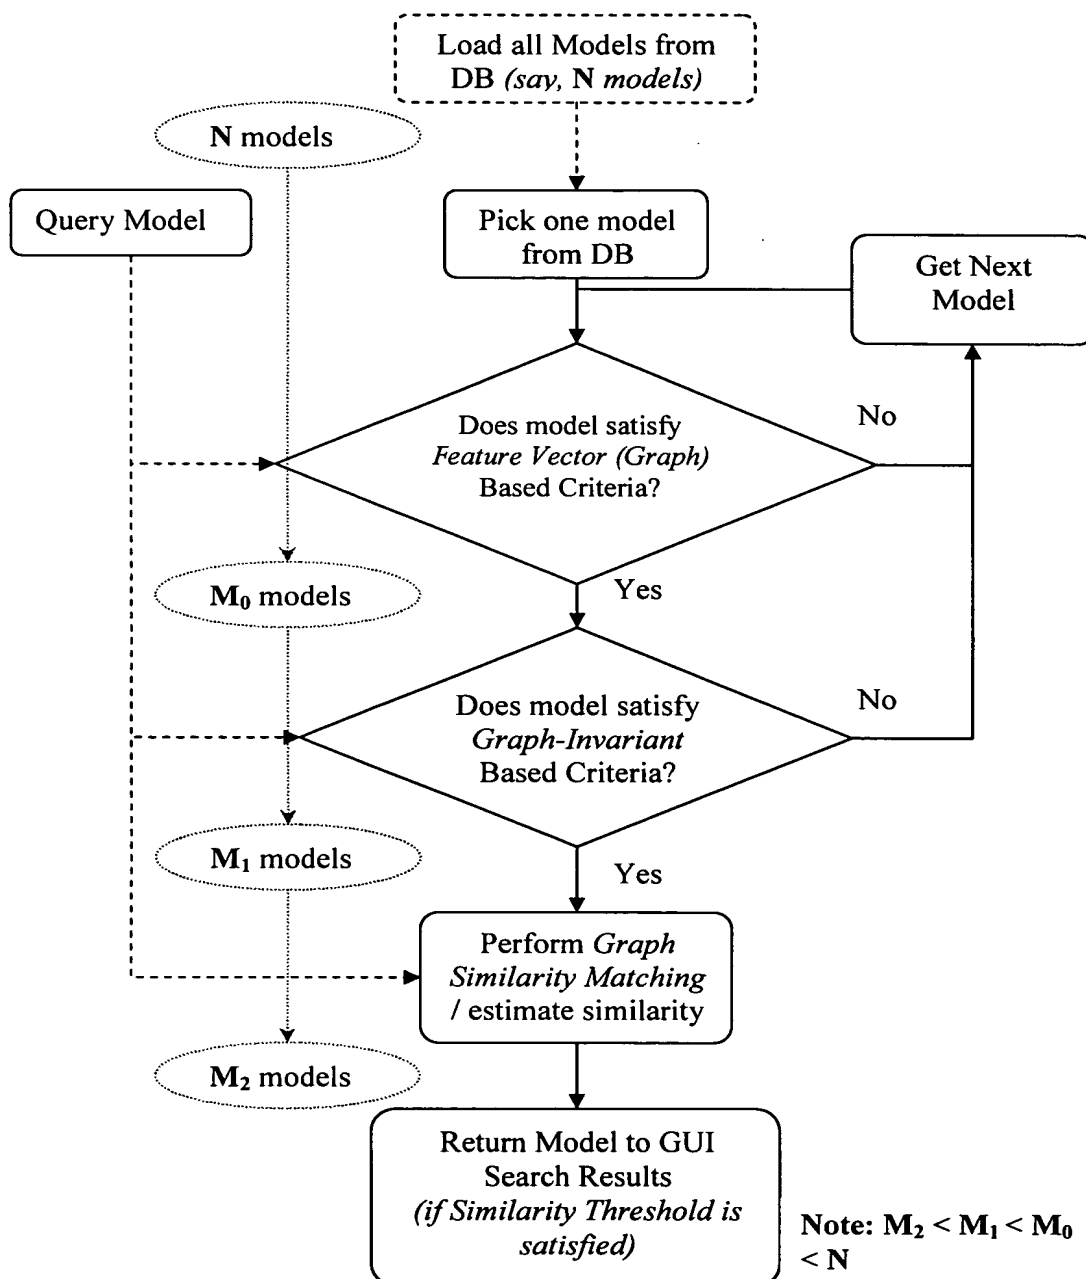 Load all Models from
DB (say, N models)
N models
Query Model
Pick one model
from DB
Get Next
Model
Does model satisfy
Feature Vector (Graph)
Based Criteria?
No
M₀ models
Yes
Does model satisfy
Graph-Invariant
Based Criteria?
No
M₁ models
Yes
Perform Graph
Similarity Matching
/ estimate similarity
M₂ models
Return Model to GUI
Search Results
(if Similarity Threshold is
satisfied)
Note: M₂ < M₁ < M₀
< N